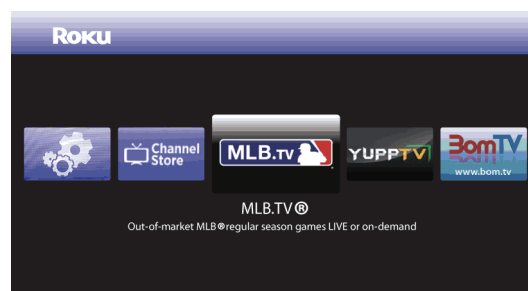 Roku
Channel
Store
MLB.TV
YUPPTV
BomTV
www.bom.tv
MLB.TV®
Out-of-market MLB®regular season games LIVE or on-demand